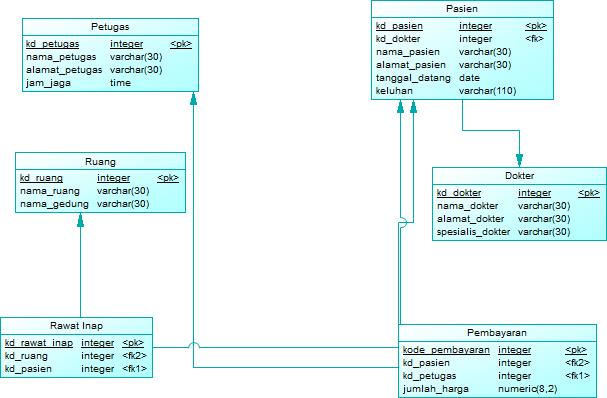 Petugas
kd_petugas integer <pk>
nama_petugas varchar(30)
alamat_petugas varchar(30)
jam_jaga time
Pasien
kd_pasien integer <pk>
kd_dokter integer <fk>
nama_pasien varchar(30)
alamat_pasien varchar(30)
tanggal_datang date
keluhan varchar(110)
Ruang
kd_ruang integer <pk>
nama_ruang varchar(30)
nama_gedung varchar(30)
Dokter
kd_dokter integer <pk>
nama_dokter varchar(30)
alamat_dokter varchar(30)
spesialis_dokter varchar(30)
Rawat Inap
kd_rawat_inap integer <pk>
kd_ruang integer <fk2>
kd_pasien integer <fk1>
Pembayaran
kode_pembayaran integer <pk>
kd_pasien integer <fk2>
kd_petugas integer <fk1>
jumlah_harga numeric(8,2)